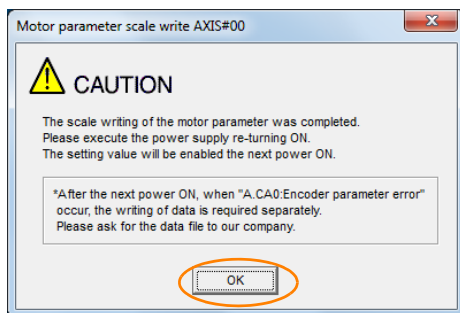 Motor parameter scale write AXIS#00
CAUTION
The scale writing of the motor parameter was completed.
Please execute the power supply re-turning ON.
The setting value will be enabled the next power ON.
*After the next power ON, when "A.CA0:Encoder parameter error"
occur, the writing of data is required separately.
Please ask for the data file to our company.
OK